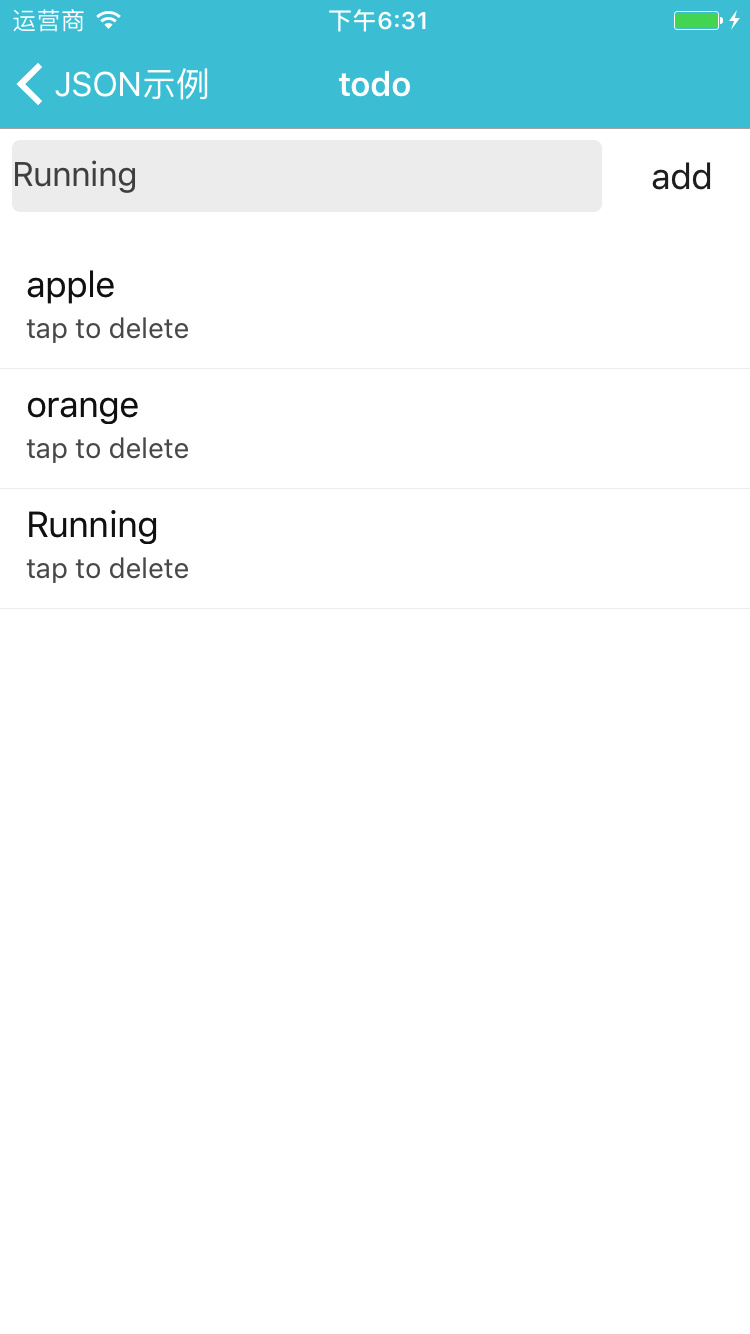 运营商 下午6:31
JSON示例 todo
Running add
apple
tap to delete
orange
tap to delete
Running
tap to delete